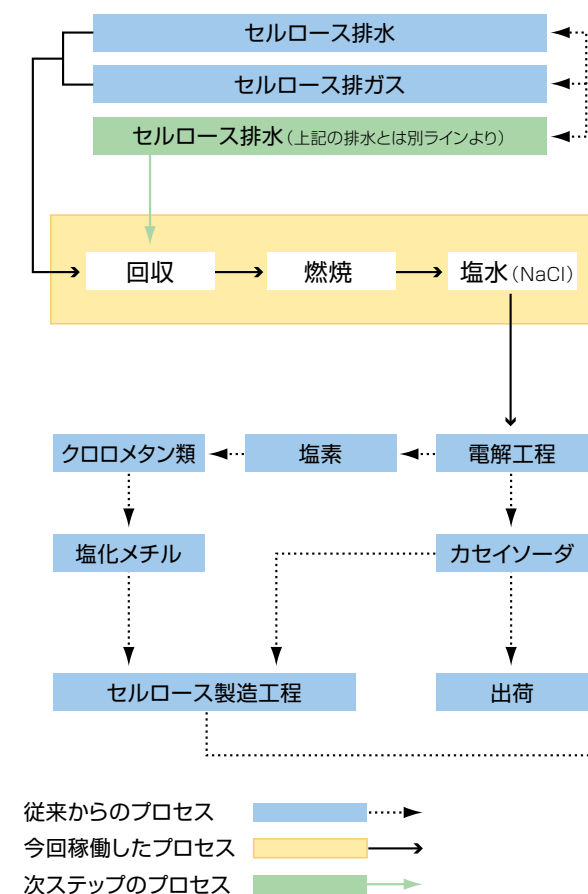 セルロース排水
セルロース排ガス
セルロース排水（上記の排水とは別ラインより）
回収
燃焼
塩水（NaCl）
クロロメタン類
塩素
電解工程
塩化メチル
カセイソーダ
セルロース製造工程
出荷
従来からのプロセス
今回稼働したプロセス
次ステップのプロセス